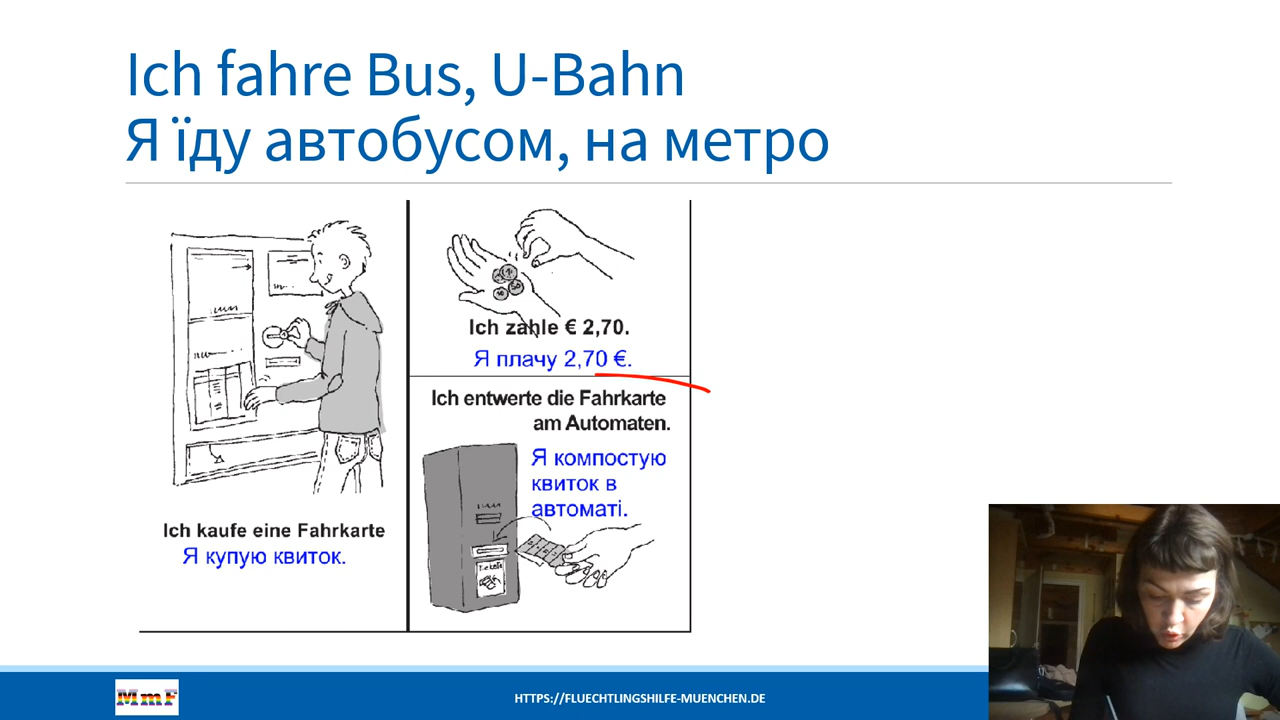 Ich fahre Bus, U-Bahn
Я їду автобусом, на метро
Ich kaufe eine Fahrkarte
Я купую квиток.
Ich zahle € 2,70.
Я плачу 2,70 €.
Ich entwerte die Fahrkarte
am Automaten.
Я компостую
квиток в
автоматі.
MmF
HTTPS://FLUECHTLINGSHILFE-MUENCHEN.DE